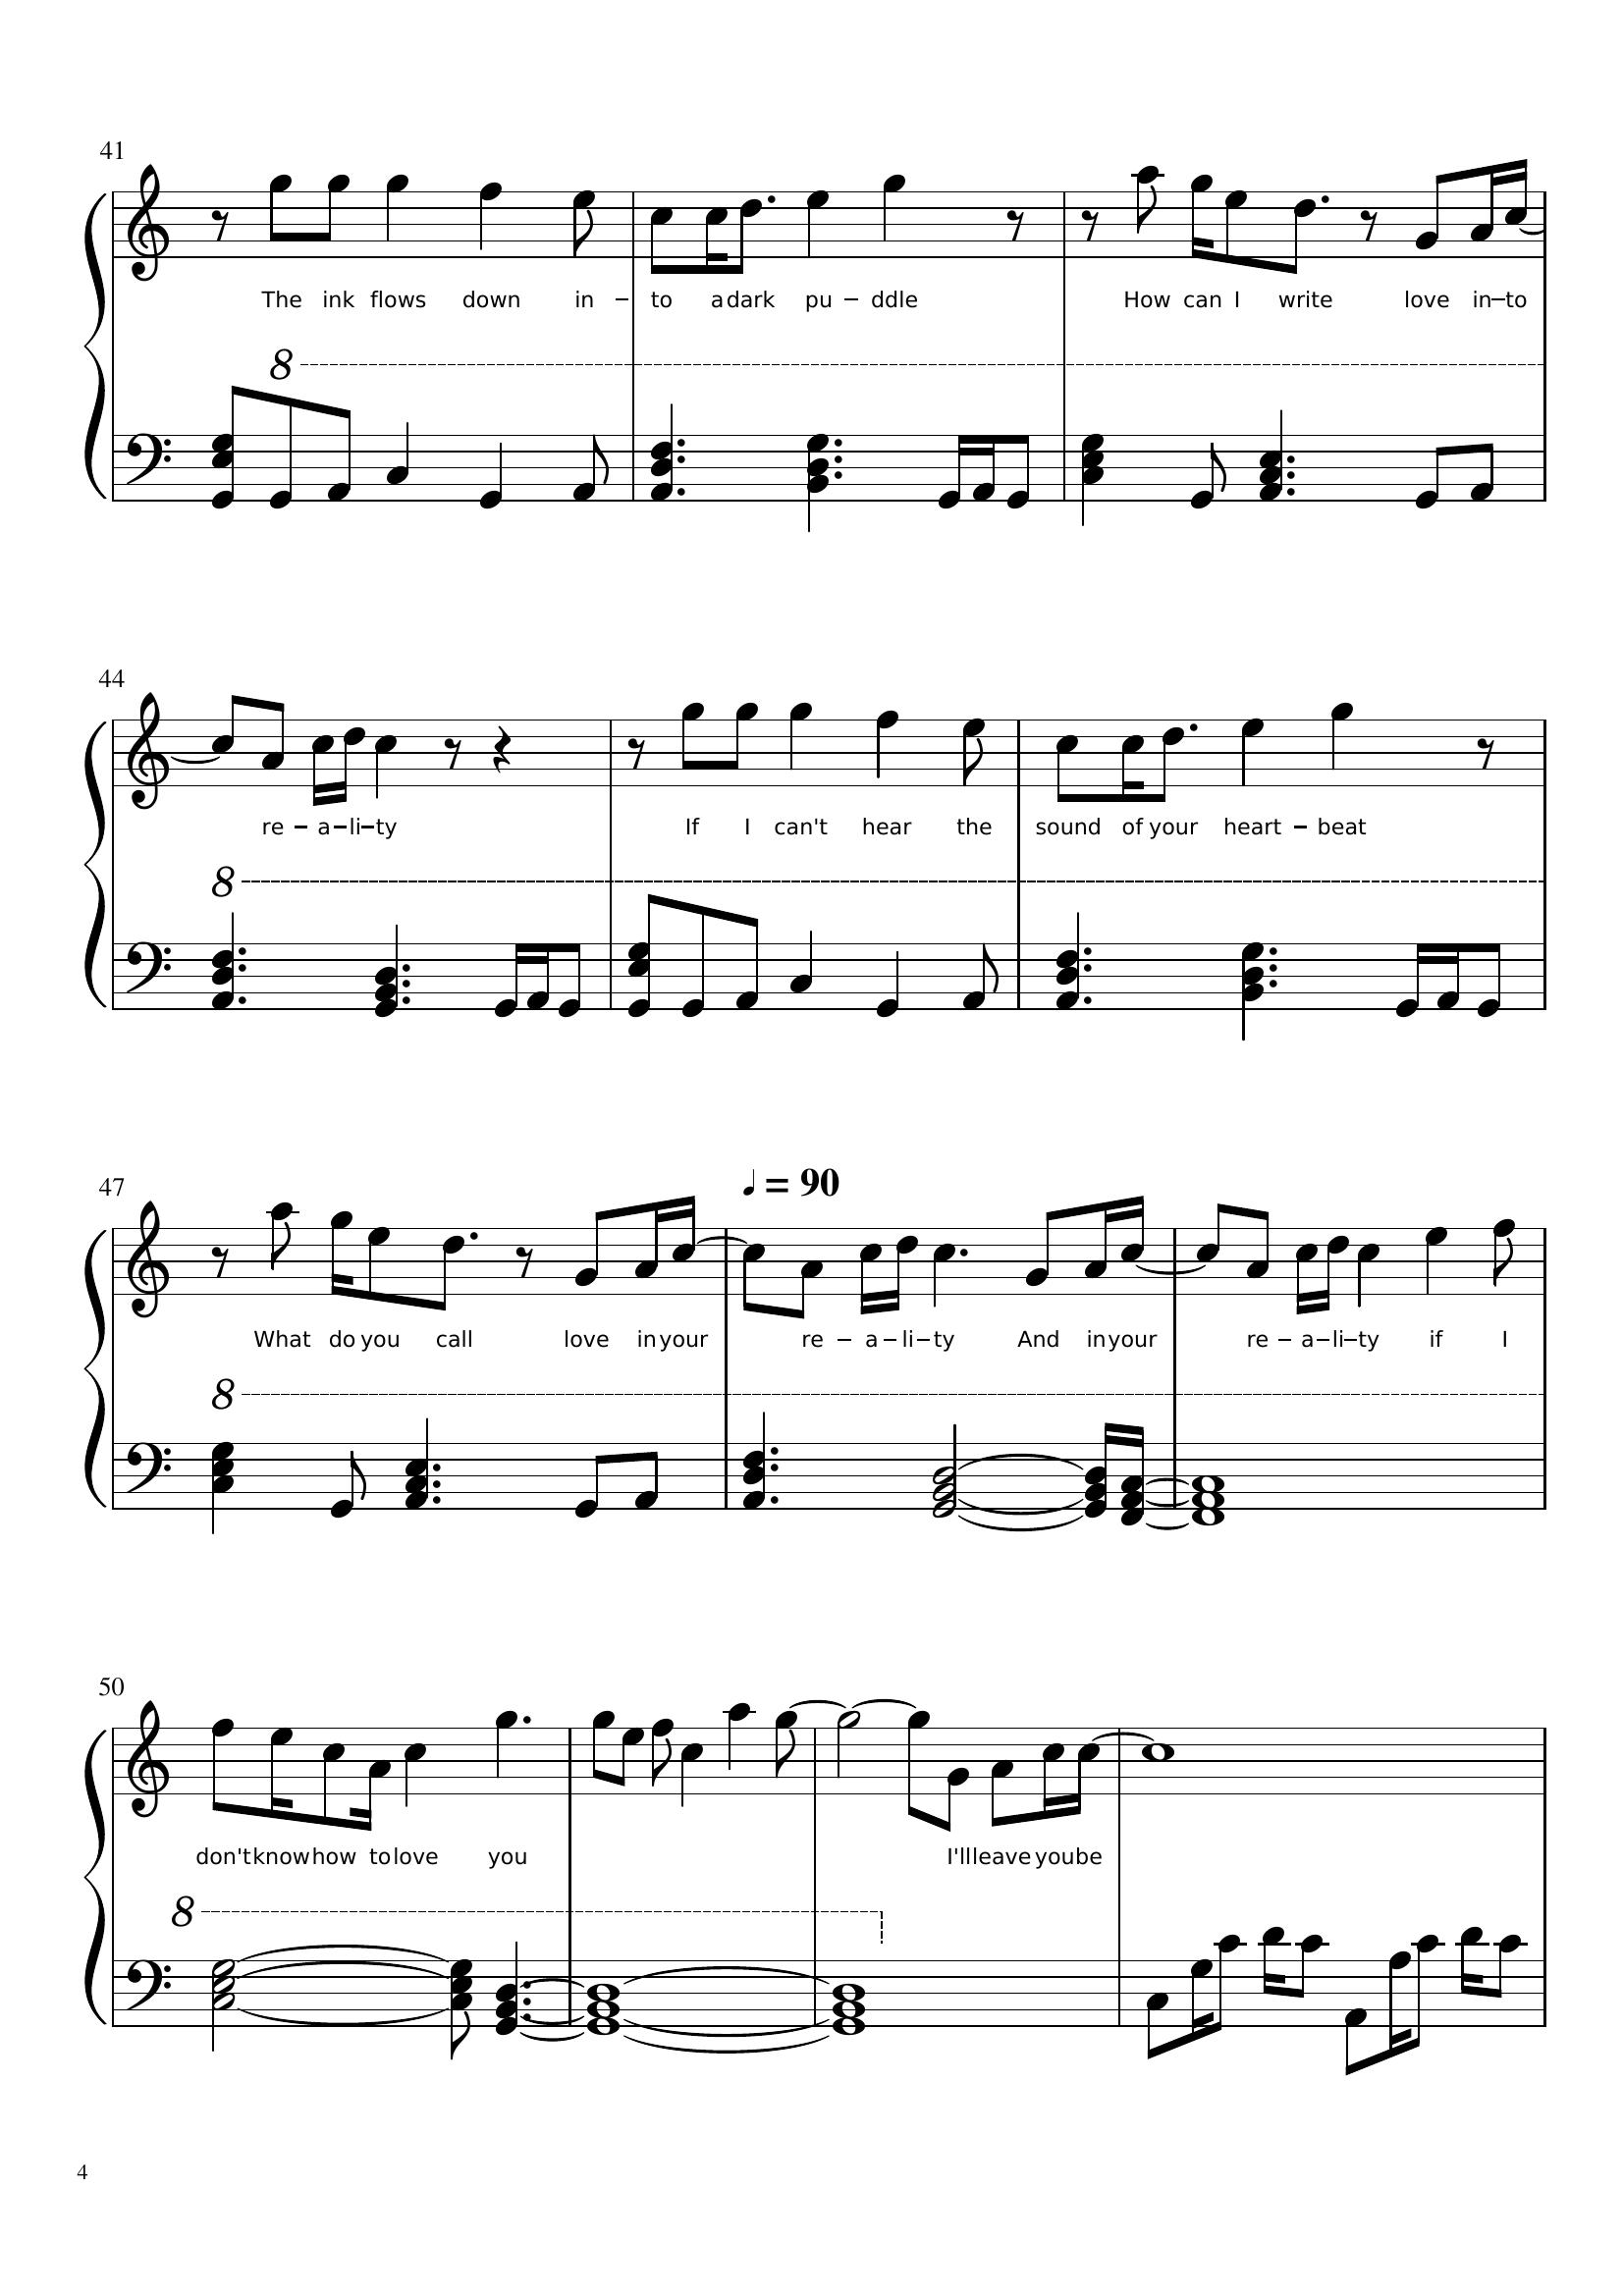 41
The ink flows down in – to a dark pu – ddle How can I write love in–to
8
44
re – a–li–ty If I can't hear the sound of your heart – beat
8
47
♩ = 90
What do you call love in your re – a–li–ty And in your re – a–li–ty if I
8
50
don't know how to love you I'll leave you be
8
4